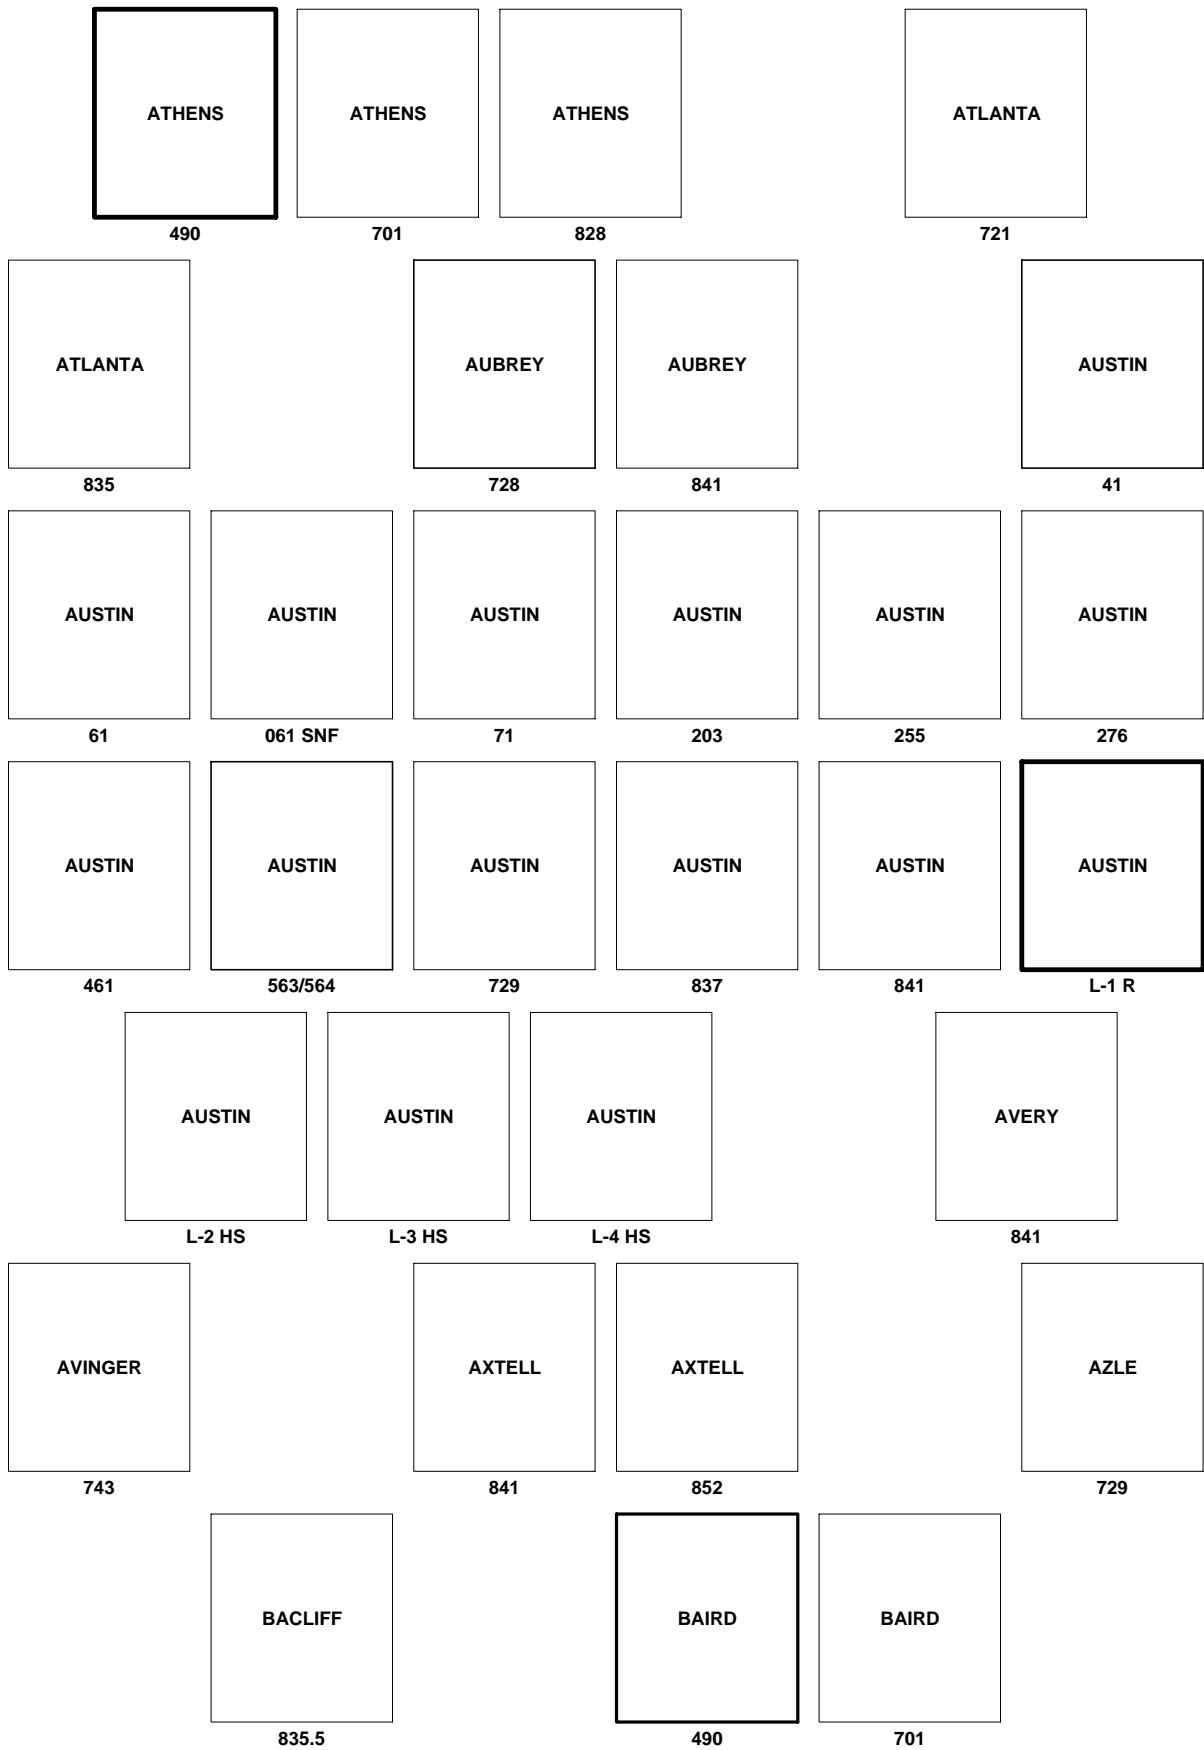 ATHENS ATHENS ATHENS ATLANTA
490 701 828 721
ATLANTA AUBREY AUBREY AUSTIN
835 728 841 41
AUSTIN AUSTIN AUSTIN AUSTIN AUSTIN AUSTIN
61 061 SNF 71 203 255 276
AUSTIN AUSTIN AUSTIN AUSTIN AUSTIN AUSTIN
461 563/564 729 837 841 L-1 R
AUSTIN AUSTIN AUSTIN AVERY
L-2 HS L-3 HS L-4 HS 841
AVINGER AXTELL AXTELL AZLE
743 841 852 729
BACLIFF BAIRD BAIRD
835.5 490 701